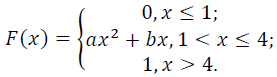 0, x ≤ 1;
F(x) = { ax² + bx, 1 < x ≤ 4;
1, x > 4.